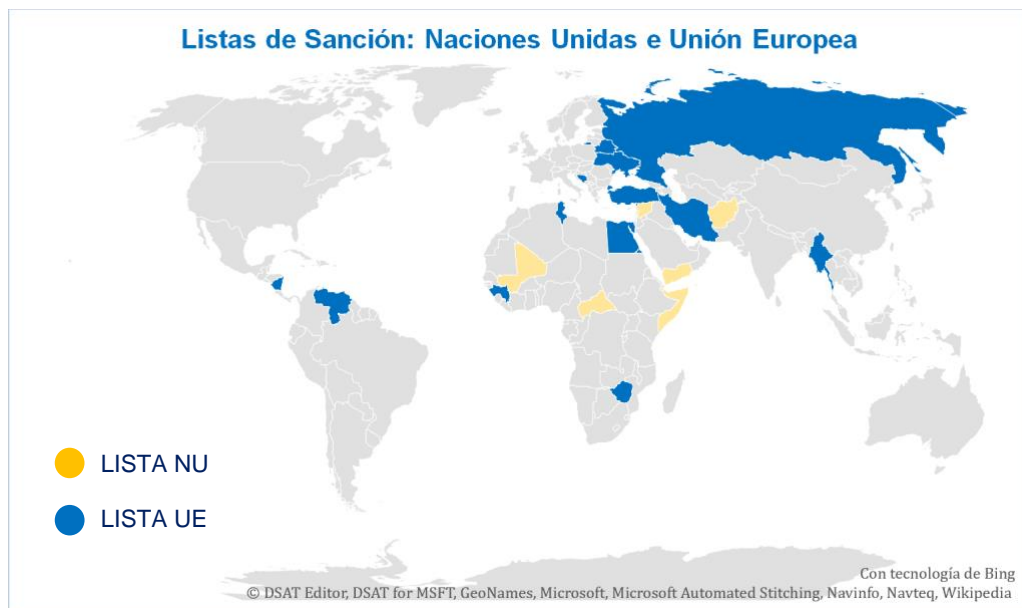 Listas de Sanción: Naciones Unidas e Unión Europea
LISTA NU
LISTA UE
Con tecnología de Bing
© DSAT Editor, DSAT for MSFT, GeoNames, Microsoft, Microsoft Automated Stitching, Navinfo, Navteq, Wikipedia